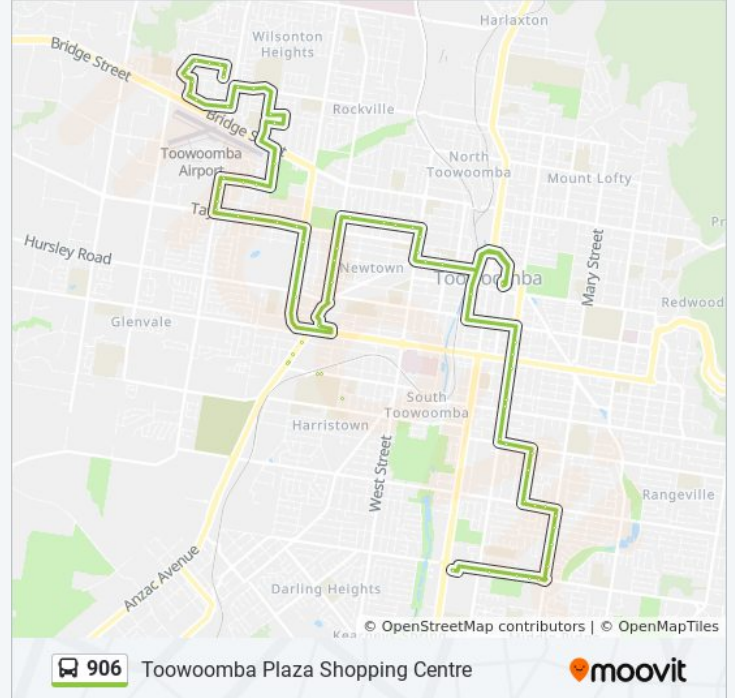 Harlaxton
Wilsonton
Heights
Bridge Street
Rockville
Bridge
Toowoomba
Airport
North
Toowoomba
Mount Lofty
Hursley Road
Newtown
Mary Street
Redwood
Glenvale
South
Toowoomba
Harristown
West Street
Rangeville
Anzac Avenue
Darling Heights
© OpenStreetMap contributors | © OpenMapTiles
906 Toowoomba Plaza Shopping Centre
moovit